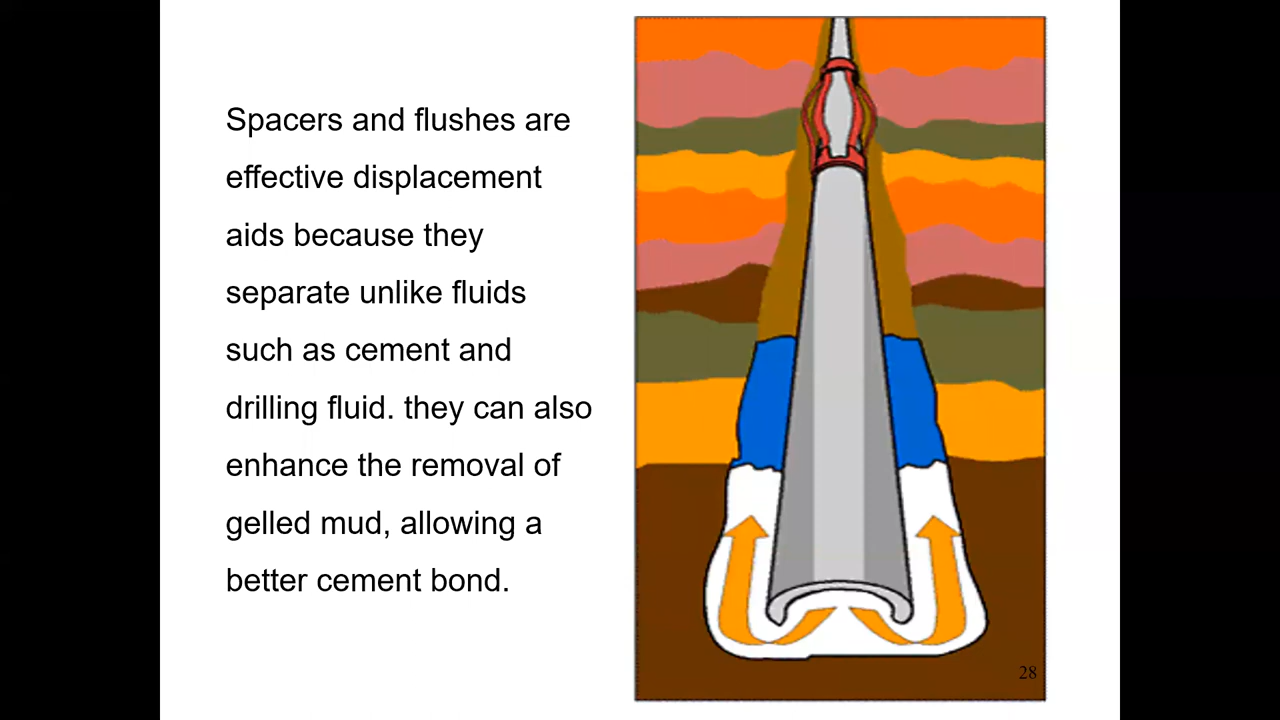 Spacers and flushes are
effective displacement
aids because they
separate unlike fluids
such as cement and
drilling fluid. they can also
enhance the removal of
gelled mud, allowing a
better cement bond.
28